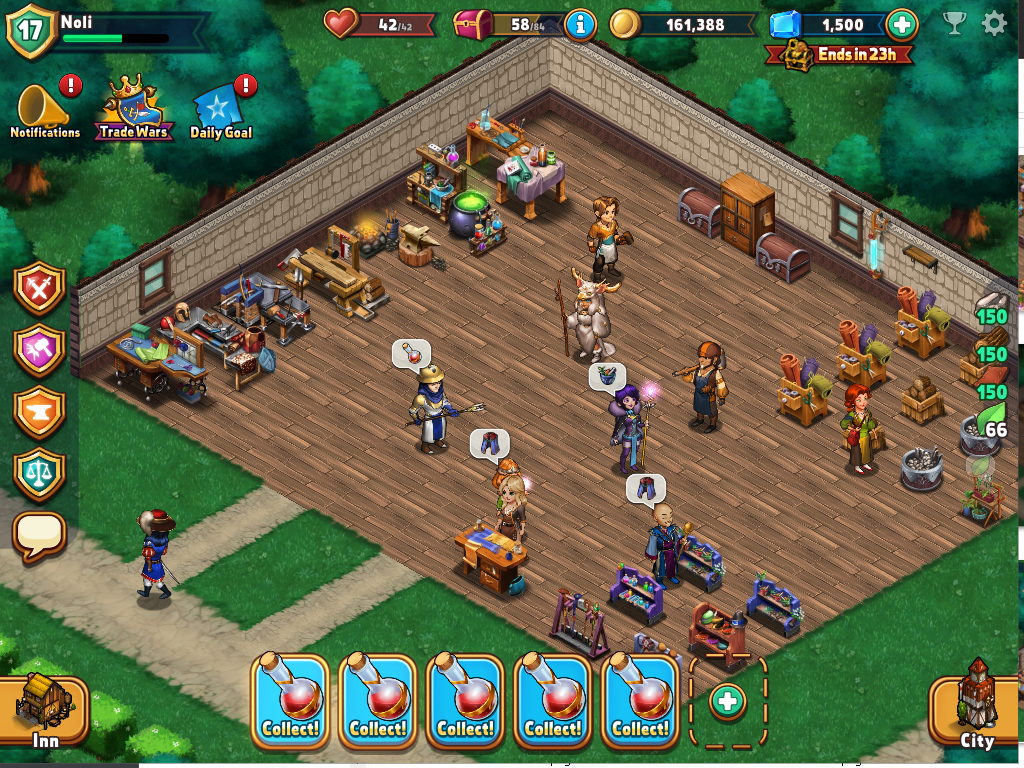 17
Noli
42/42
58/84
i
161,388
1,500
Ends in 23h
!
!
Notifications
Trade Wars
Daily Goal
150
150
150
66
Collect!
Collect!
Collect!
Collect!
Collect!
Inn
City